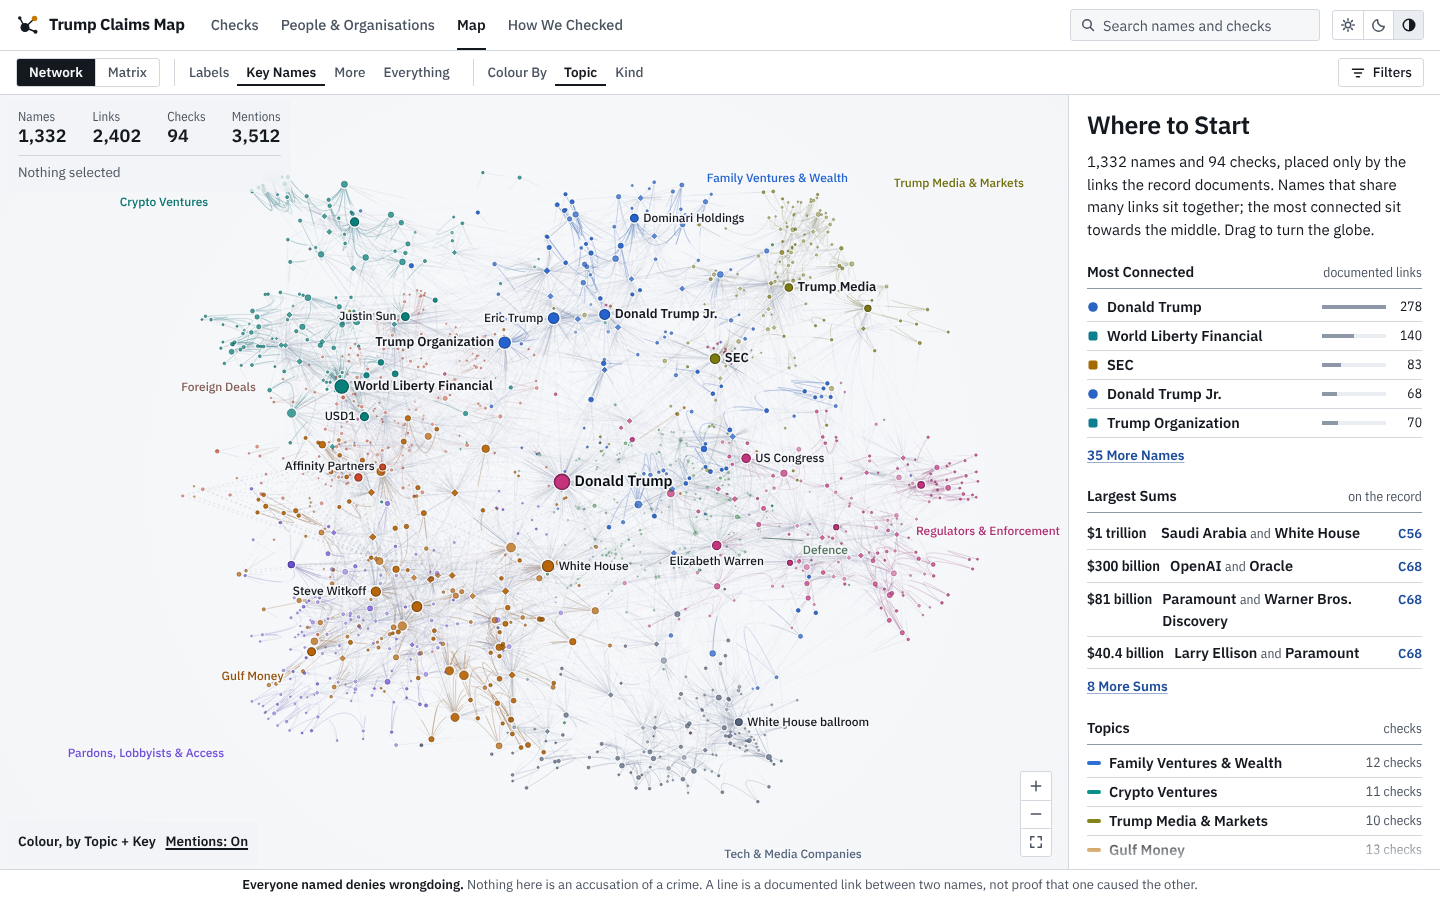 Trump Claims Map
Checks
People & Organisations
Map
How We Checked
Search names and checks
Network
Matrix
Labels
Key Names
More
Everything
Colour By
Topic
Kind
Filters
Names
Links
Checks
Mentions
1,332
2,402
94
3,512
Nothing selected
Crypto Ventures
Family Ventures & Wealth
Trump Media & Markets
Dominari Holdings
Trump Media
Justin Sun
Eric Trump
Donald Trump Jr.
Trump Organization
SEC
Foreign Deals
World Liberty Financial
USD1
Affinity Partners
US Congress
Donald Trump
Regulators & Enforcement
Defence
Elizabeth Warren
White House
Steve Witkoff
Gulf Money
White House ballroom
Pardons, Lobbyists & Access
Colour, by Topic + Key
Mentions: On
Tech & Media Companies
Where to Start
1,332 names and 94 checks, placed only by the
links the record documents. Names that share
many links sit together; the most connected sit
towards the middle. Drag to turn the globe.
Most Connected
documented links
Donald Trump 278
World Liberty Financial 140
SEC 83
Donald Trump Jr. 68
Trump Organization 70
35 More Names
Largest Sums
on the record
$1 trillion Saudi Arabia and White House C56
$300 billion OpenAI and Oracle C68
$81 billion Paramount and Warner Bros. C68
Discovery
$40.4 billion Larry Ellison and Paramount C68
8 More Sums
Topics
checks
Family Ventures & Wealth 12 checks
Crypto Ventures 11 checks
Trump Media & Markets 10 checks
Gulf Money 13 checks
Everyone named denies wrongdoing. Nothing here is an accusation of a crime. A line is a documented link between two names, not proof that one caused the other.